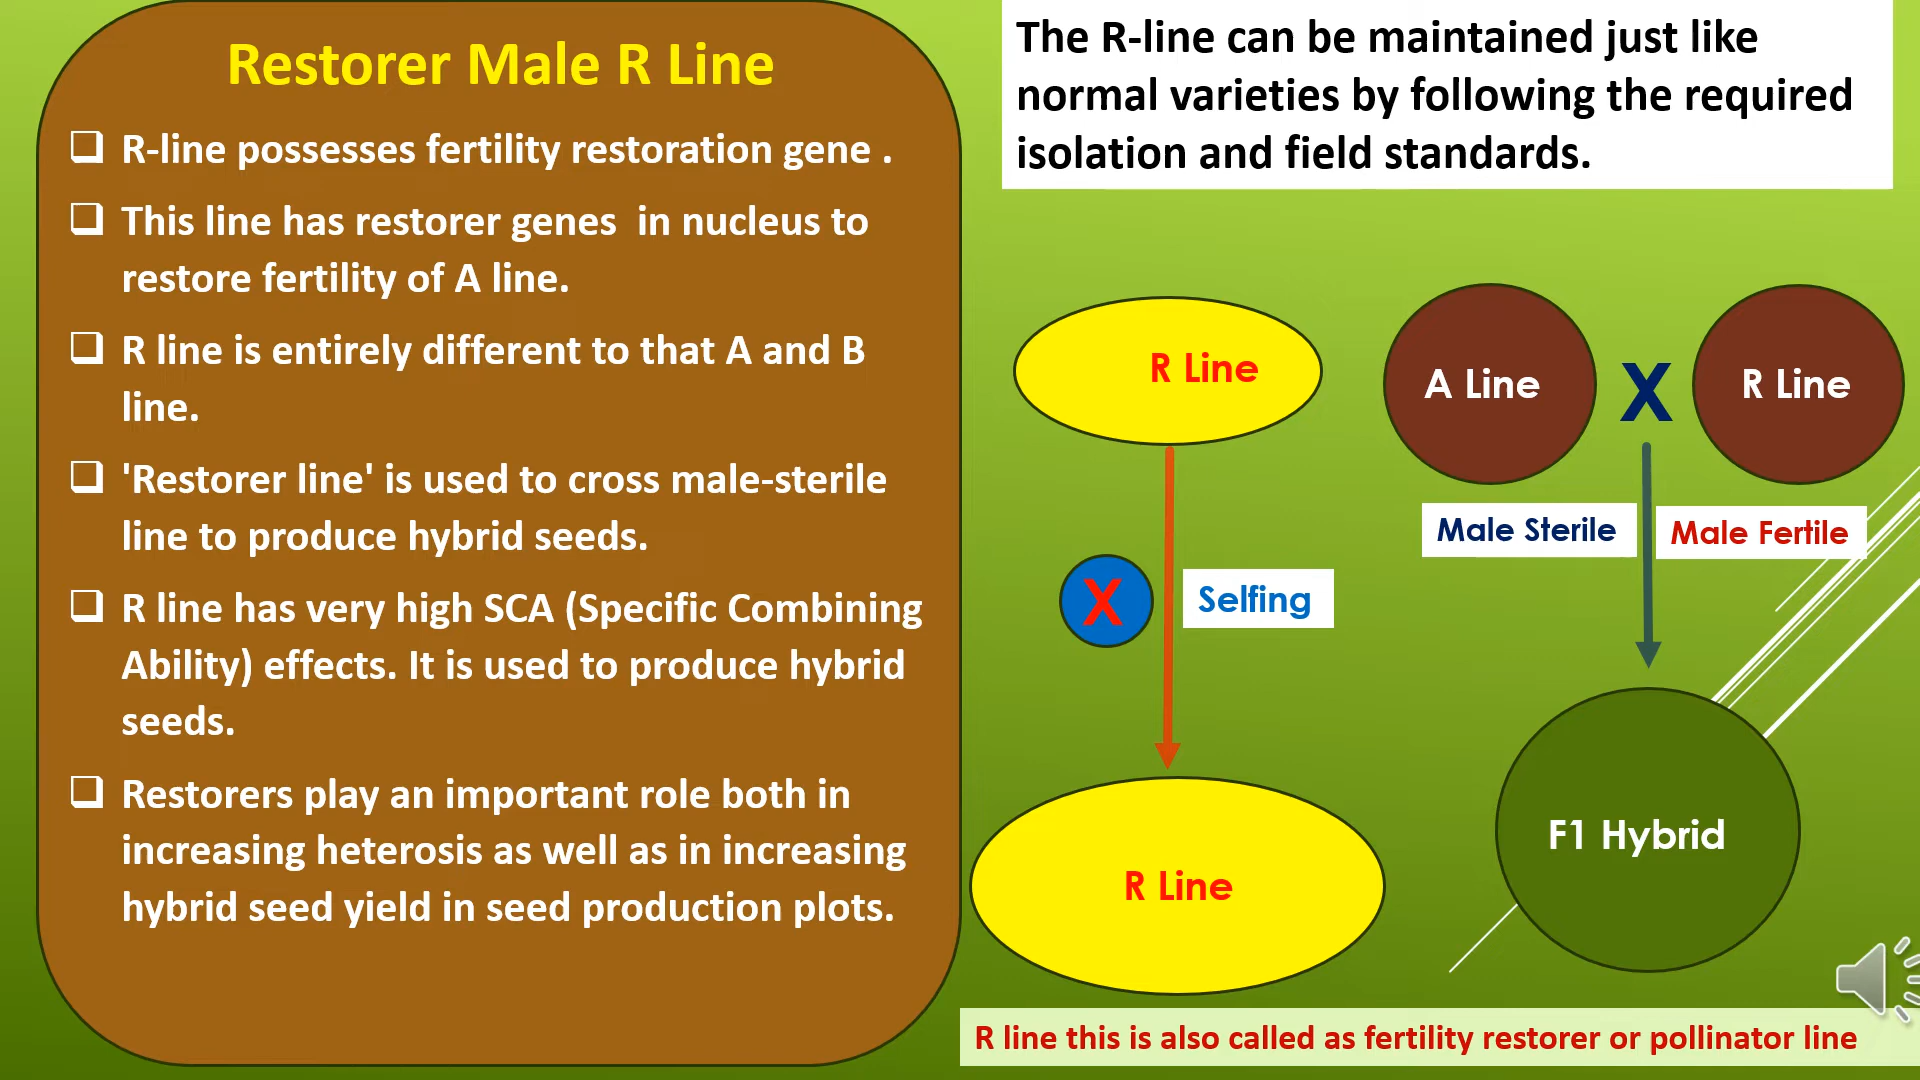 Restorer Male R Line
R-line possesses fertility restoration gene .
This line has restorer genes  in nucleus to
restore fertility of A line.
R line is entirely different to that A and B
line.
'Restorer line' is used to cross male-sterile
line to produce hybrid seeds.
R line has very high SCA (Specific Combining
Ability) effects. It is used to produce hybrid
seeds.
Restorers play an important role both in
increasing heterosis as well as in increasing
hybrid seed yield in seed production plots.
The R-line can be maintained just like
normal varieties by following the required
isolation and field standards.
R Line
X
Selfing
R Line
A Line
X
R Line
Male Sterile
Male Fertile
F1 Hybrid
R line this is also called as fertility restorer or pollinator line